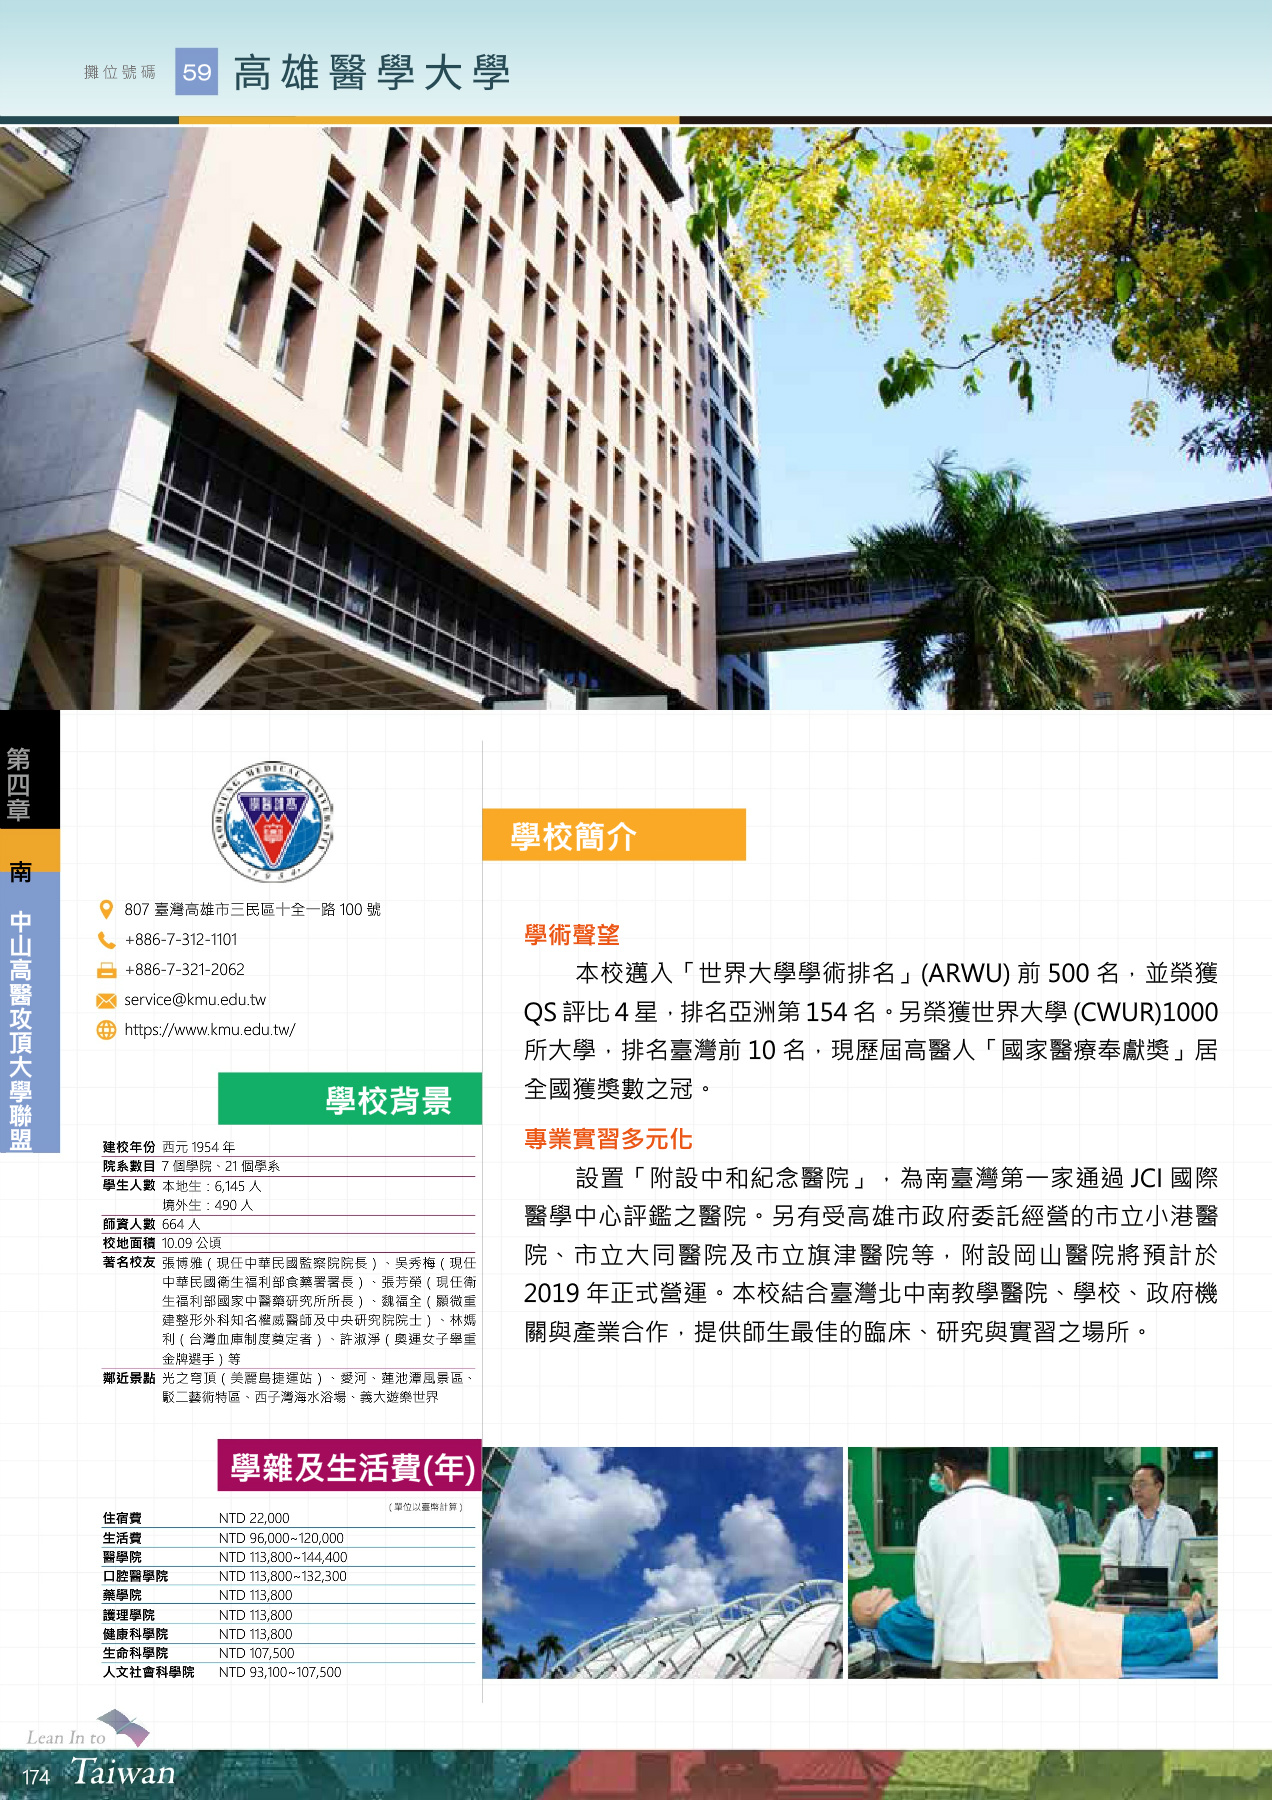 攤位號碼 59 高雄醫學大學
第四章
南
中山高醫攻頂大學聯盟
KAOHSIUNG MEDICAL UNIVERSITY
學醫雄高
1954
807 臺灣高雄市三民區十全一路 100 號
+886-7-312-1101
+886-7-321-2062
service@kmu.edu.tw
https://www.kmu.edu.tw/
學校背景
建校年份 西元 1954 年
院系數目 7 個學院、21 個學系
學生人數 本地生：6,145 人
境外生：490 人
師資人數 664 人
校地面積 10.09 公頃
著名校友 張博雅（現任中華民國監察院院長）、吳秀梅（現任
中華民國衛生福利部食藥署署長）、張芳榮（現任衛
生福利部國家中醫藥研究所所長）、魏福全（顯微重
建整形外科知名權威醫師及中央研究院院士）、林媽
利（台灣血庫制度奠定者）、許淑淨（奧運女子舉重
金牌選手）等
鄰近景點 光之穹頂（美麗島捷運站）、愛河、蓮池潭風景區、
駁二藝術特區、西子灣海水浴場、義大遊樂世界
學雜及生活費(年)
（單位以臺幣計算）
住宿費 NTD 22,000
生活費 NTD 96,000~120,000
醫學院 NTD 113,800~144,400
口腔醫學院 NTD 113,800~132,300
藥學院 NTD 113,800
護理學院 NTD 113,800
健康科學院 NTD 113,800
生命科學院 NTD 107,500
人文社會科學院 NTD 93,100~107,500
學校簡介
學術聲望
本校邁入「世界大學學術排名」(ARWU) 前 500 名，並榮獲
QS 評比 4 星，排名亞洲第 154 名。另榮獲世界大學 (CWUR)1000
所大學，排名臺灣前 10 名，現歷屆高醫人「國家醫療奉獻獎」居
全國獲獎數之冠。
專業實習多元化
設置「附設中和紀念醫院」，為南臺灣第一家通過 JCI 國際
醫學中心評鑑之醫院。另有受高雄市政府委託經營的市立小港醫
院、市立大同醫院及市立旗津醫院等，附設岡山醫院將預計於
2019 年正式營運。本校結合臺灣北中南教學醫院、學校、政府機
關與產業合作，提供師生最佳的臨床、研究與實習之場所。
Lean In to
174 Taiwan